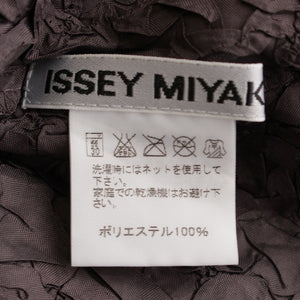 ISSEY MIYAK
洗濯時にはネットを使用して
下さい。
家庭での乾燥機はお避け下
さい。
ポリエステル100%